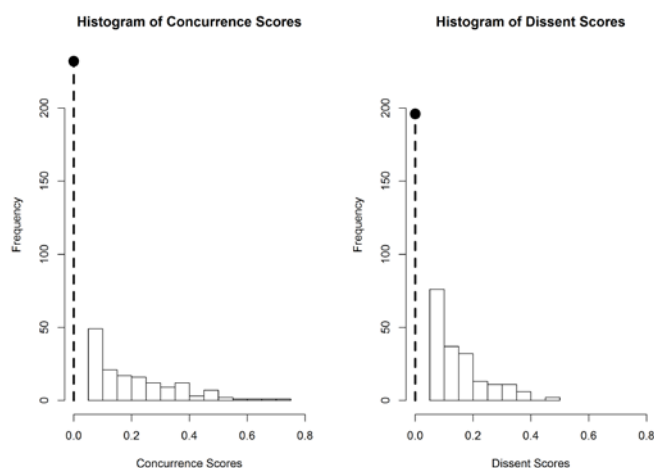 Histogram of Concurrence Scores
Frequency
200
150
100
50
0
0.0 0.2 0.4 0.6 0.8
Concurrence Scores
Histogram of Dissent Scores
Frequency
200
150
100
50
0
0.0 0.2 0.4 0.6 0.8
Dissent Scores